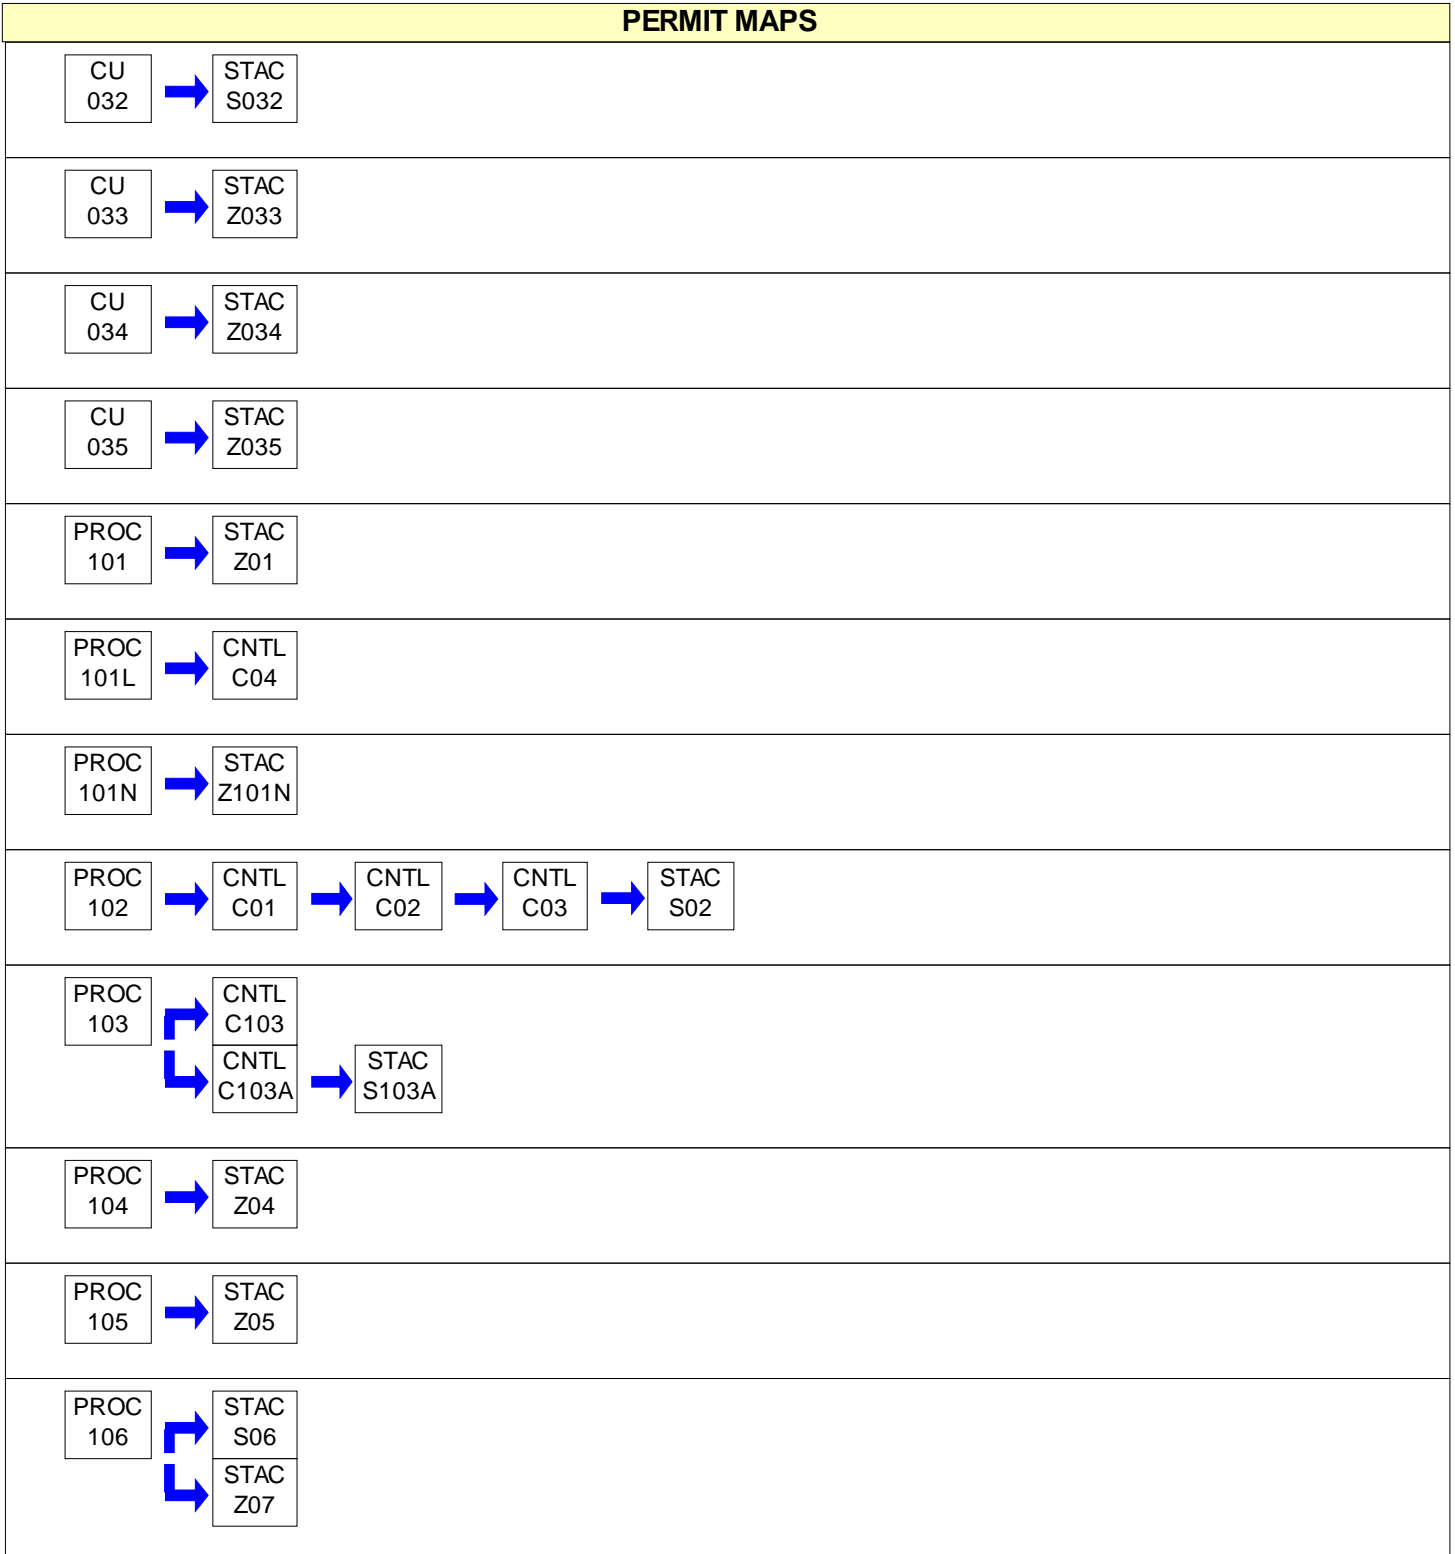 PERMIT MAPS
CU
032
STAC
S032
CU
033
STAC
Z033
CU
034
STAC
Z034
CU
035
STAC
Z035
PROC
101
STAC
Z01
PROC
101L
CNTL
C04
PROC
101N
STAC
Z101N
PROC
102
CNTL
C01
CNTL
C02
CNTL
C03
STAC
S02
PROC
103
CNTL
C103
CNTL
C103A
STAC
S103A
PROC
104
STAC
Z04
PROC
105
STAC
Z05
PROC
106
STAC
S06
STAC
Z07